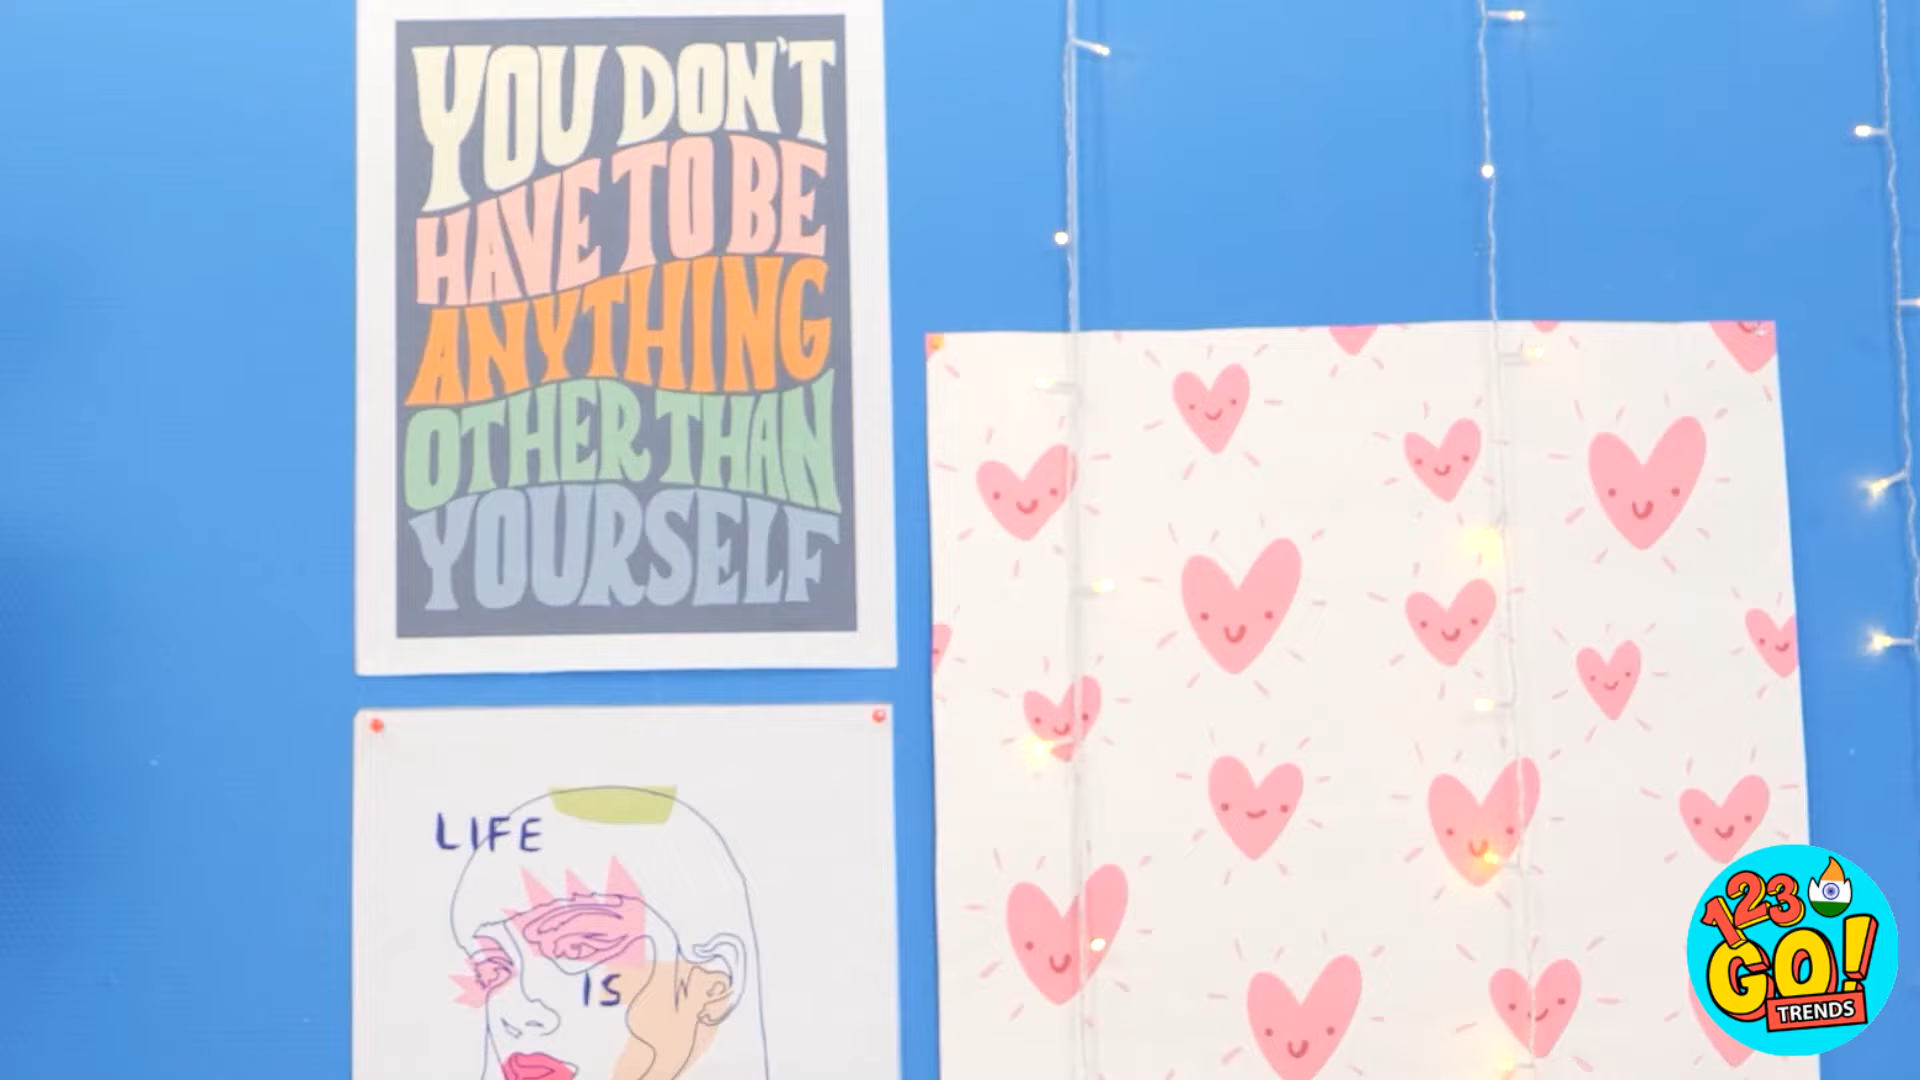 YOU DON'T
HAVE TO BE
ANYTHING
OTHER THAN
YOURSELF
LIFE
IS
123
GO!
TRENDS